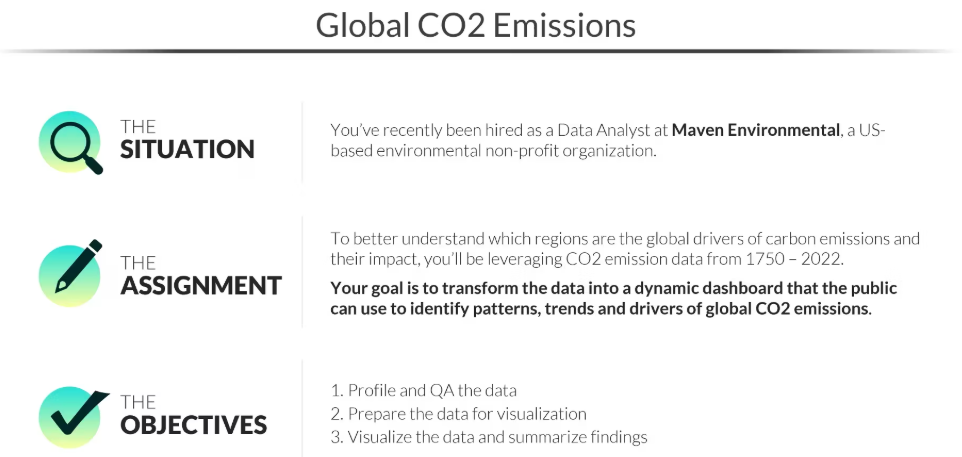 Global CO2 Emissions
THE
SITUATION
You've recently been hired as a Data Analyst at Maven Environmental, a US-
based environmental non-profit organization.
THE
ASSIGNMENT
To better understand which regions are the global drivers of carbon emissions and
their impact, you'll be leveraging CO2 emission data from 1750 – 2022.
Your goal is to transform the data into a dynamic dashboard that the public
can use to identify patterns, trends and drivers of global CO2 emissions.
THE
OBJECTIVES
1. Profile and QA the data
2. Prepare the data for visualization
3. Visualize the data and summarize findings